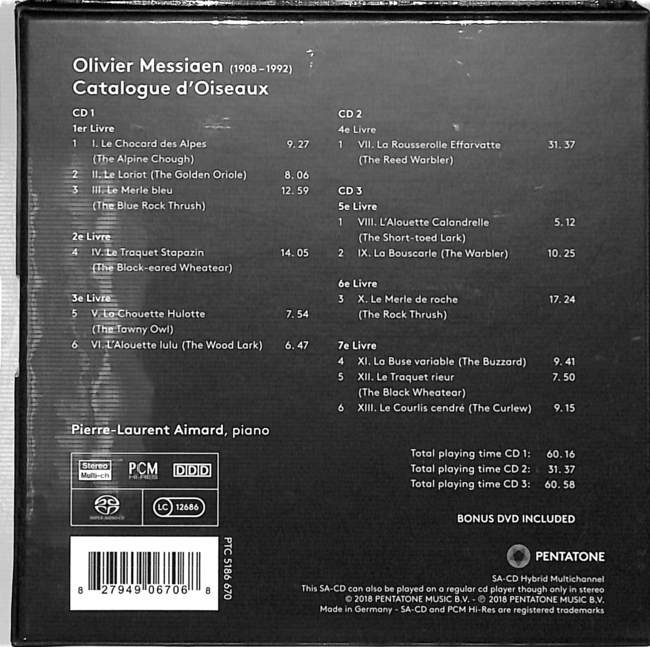 Olivier Messiaen (1908–1992)
Catalogue d'Oiseaux
CD 1
1er Livre
1 I. Le Chocard des Alpes 9.27
(The Alpine Chough)
2 II. Le Loriot (The Golden Oriole) 8.06
3 III. Le Merle bleu 12.59
(The Blue Rock Thrush)
2e Livre
4 IV. Le Traquet Stapazin 14.05
(The Black-eared Wheatear)
3e Livre
5 V. La Chouette Hulotte 7.54
(The Tawny Owl)
6 VI. L'Alouette lulu (The Wood Lark) 6.47
CD 2
4e Livre
1 VII. La Rousserolle Effarvatte 31.37
(The Reed Warbler)
CD 3
5e Livre
1 VIII. L'Alouette Calandrelle 5.12
(The Short-toed Lark)
2 IX. La Bouscarle (The Warbler) 10.25
6e Livre
3 X. Le Merle de roche 17.24
(The Rock Thrush)
7e Livre
4 XI. La Buse variable (The Buzzard) 9.41
5 XII. Le Traquet rieur 7.50
(The Black Wheatear)
6 XIII. Le Courlis cendré (The Curlew) 9.15
Pierre-Laurent Aimard, piano
Total playing time CD 1: 60.16
Total playing time CD 2: 31.37
Total playing time CD 3: 60.58
BONUS DVD INCLUDED
Stereo
Multi-ch
PCM
HI-RES
DDD
SUPER AUDIO CD
LC 12686
PTC 5186 670
8 27949 06706 8
PENTATONE
SA-CD Hybrid Multichannel
This SA-CD can also be played on a regular cd player though only in stereo
© 2018 PENTATONE MUSIC B.V. - ℗ 2018 PENTATONE MUSIC B.V.
Made in Germany - SA-CD and PCM Hi-Res are registered trademarks